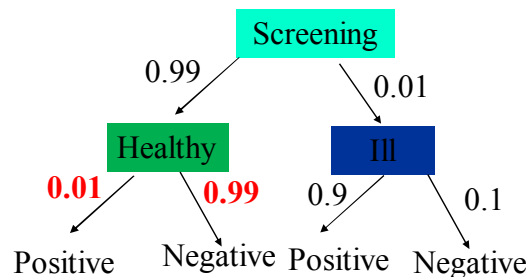 Screening
0.99
0.01
Healthy
Ill
0.01
0.99
0.9
0.1
Positive
Negative
Positive
Negative